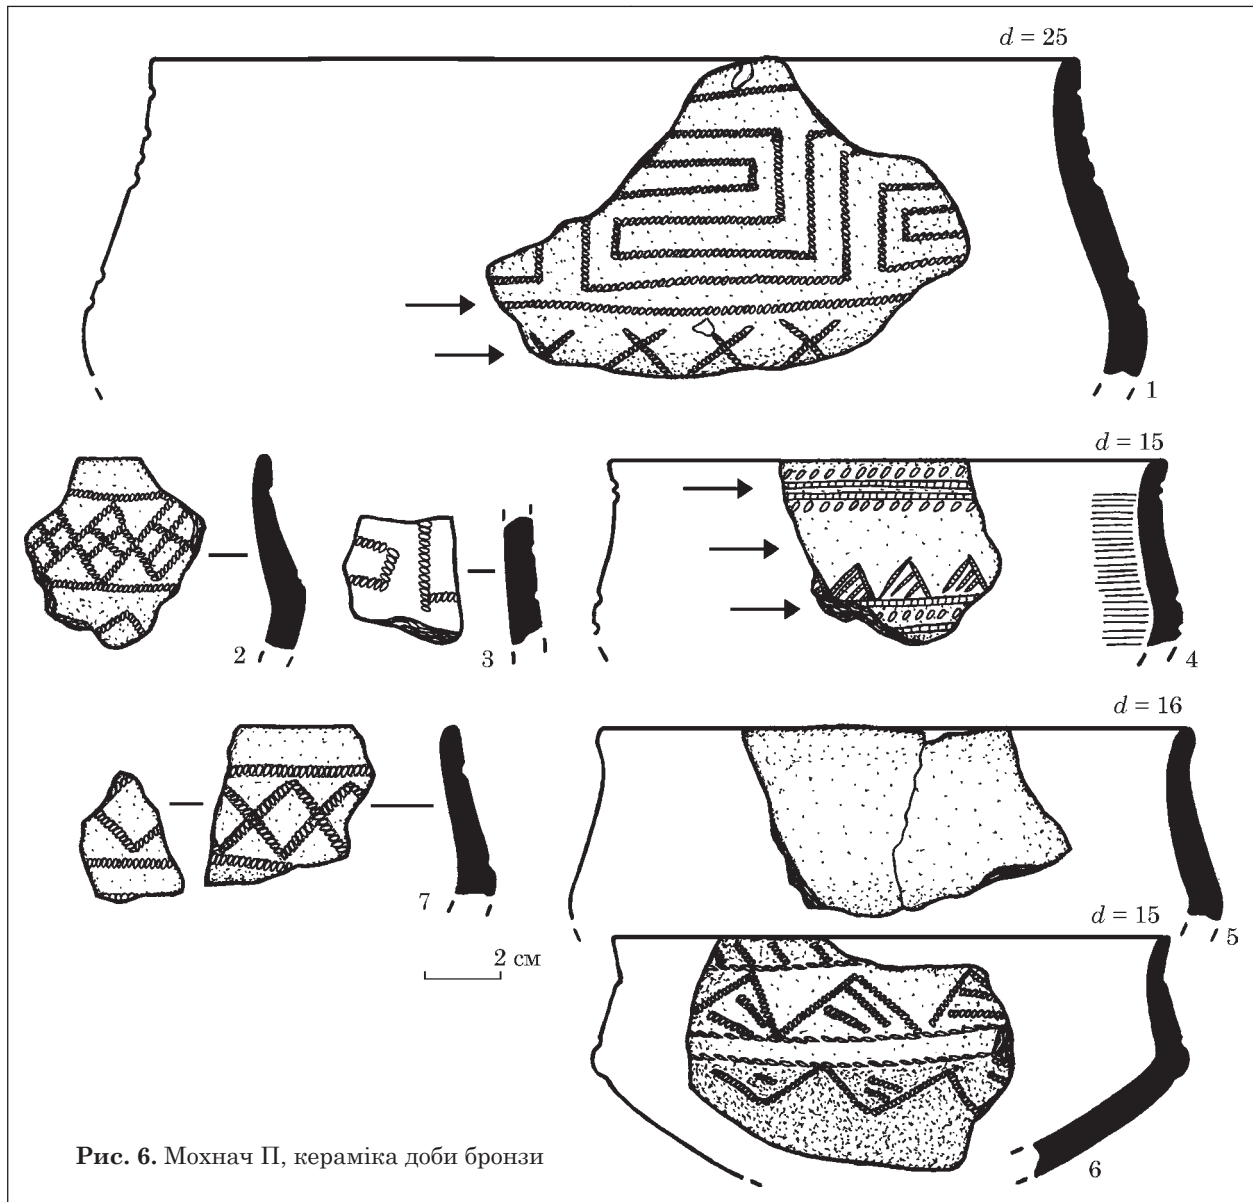 d = 25
1
d = 15
2
3
4
d = 16
7
5
d = 15
2 см
6
Рис. 6. Мохнач П, кераміка доби бронзи